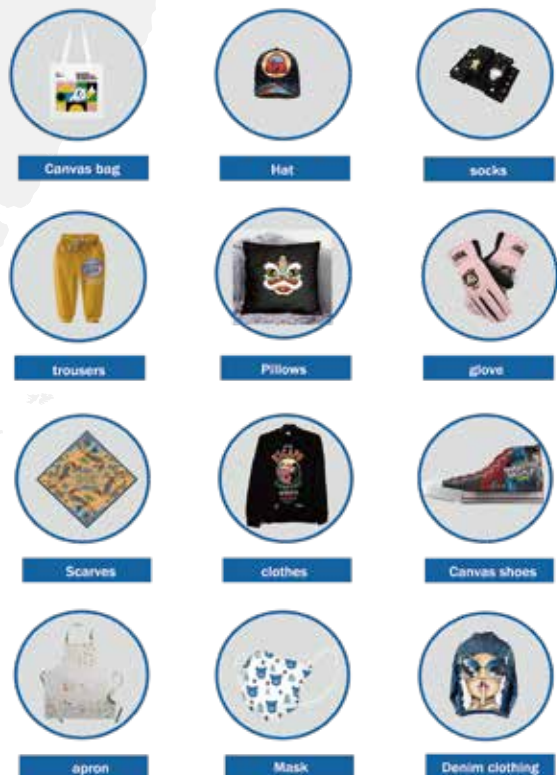 Canvas bag
Hat
socks
trousers
Pillows
glove
Scarves
clothes
Canvas shoes
apron
Mask
Denim clothing